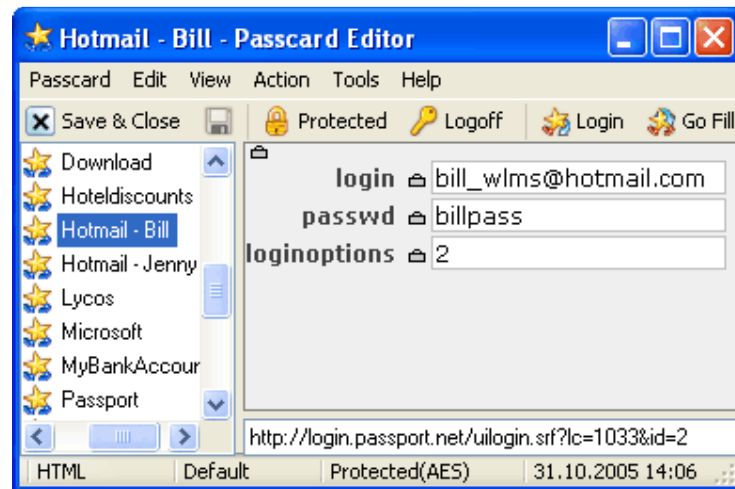 Hotmail - Bill - Passcard Editor
Passcard Edit View Action Tools Help
Save & Close Protected Logoff Login Go Fill
Download
Hoteldiscounts
Hotmail - Bill
Hotmail - Jenny
Lycos
Microsoft
MyBankAccour
Passport
login bill_wlms@hotmail.com
passwd billpass
loginoptions 2
http://login.passport.net/uilogin.srf?lc=1033&id=2
HTML Default Protected(AES) 31.10.2005 14:06